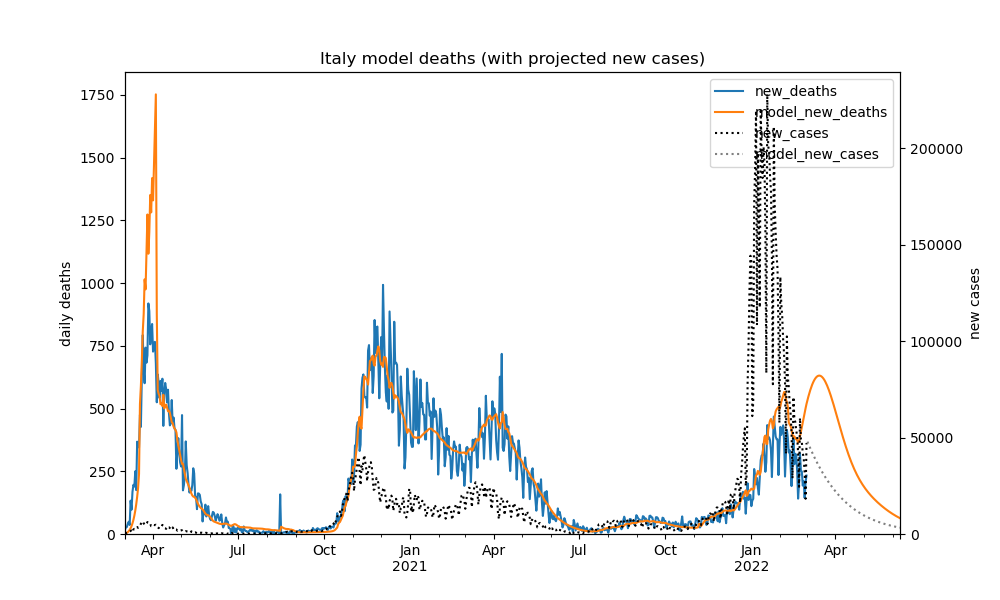 Italy model deaths (with projected new cases)
new_deaths
model_new_deaths
new_cases
model_new_cases
daily deaths
new cases
1750
1500
1250
1000
750
500
250
0
200000
150000
100000
50000
0
Apr Jul Oct Jan Apr Jul Oct Jan Apr
2021 2022